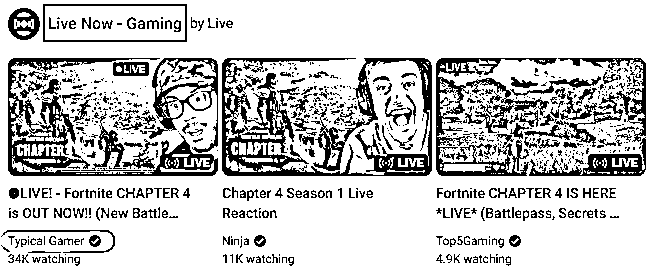 Live Now - Gaming by Live
LIVE
CHAPTER
LIVE
CHAPTER
LIVE
LIVE
LIVE
●LIVE! - Fortnite CHAPTER 4
is OUT NOW!! (New Battle...
Chapter 4 Season 1 Live
Reaction
Fortnite CHAPTER 4 IS HERE
*LIVE* (Battlepass, Secrets ...
Typical Gamer
Ninja
Top5Gaming
34K watching
11K watching
4.9K watching